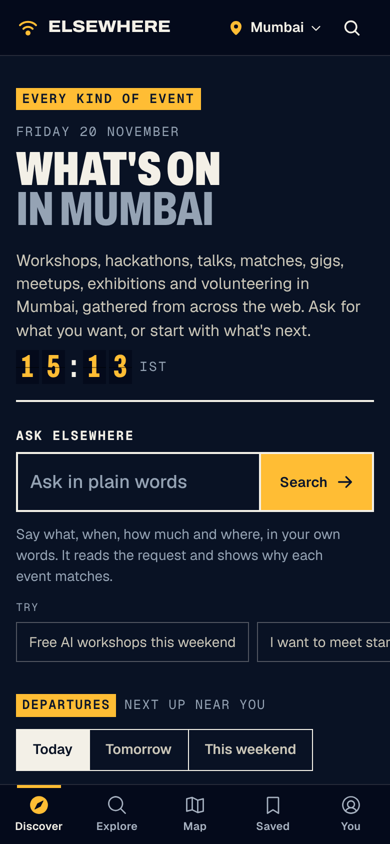 ELSEWHERE
Mumbai
EVERY KIND OF EVENT
FRIDAY 20 NOVEMBER
WHAT'S ON
IN MUMBAI
Workshops, hackathons, talks, matches, gigs,
meetups, exhibitions and volunteering in
Mumbai, gathered from across the web. Ask for
what you want, or start with what's next.
15:13 IST
ASK ELSEWHERE
Ask in plain words
Search →
Say what, when, how much and where, in your own
words. It reads the request and shows why each
event matches.
TRY
Free AI workshops this weekend
I want to meet star
DEPARTURES NEXT UP NEAR YOU
Today Tomorrow This weekend
Discover Explore Map Saved You